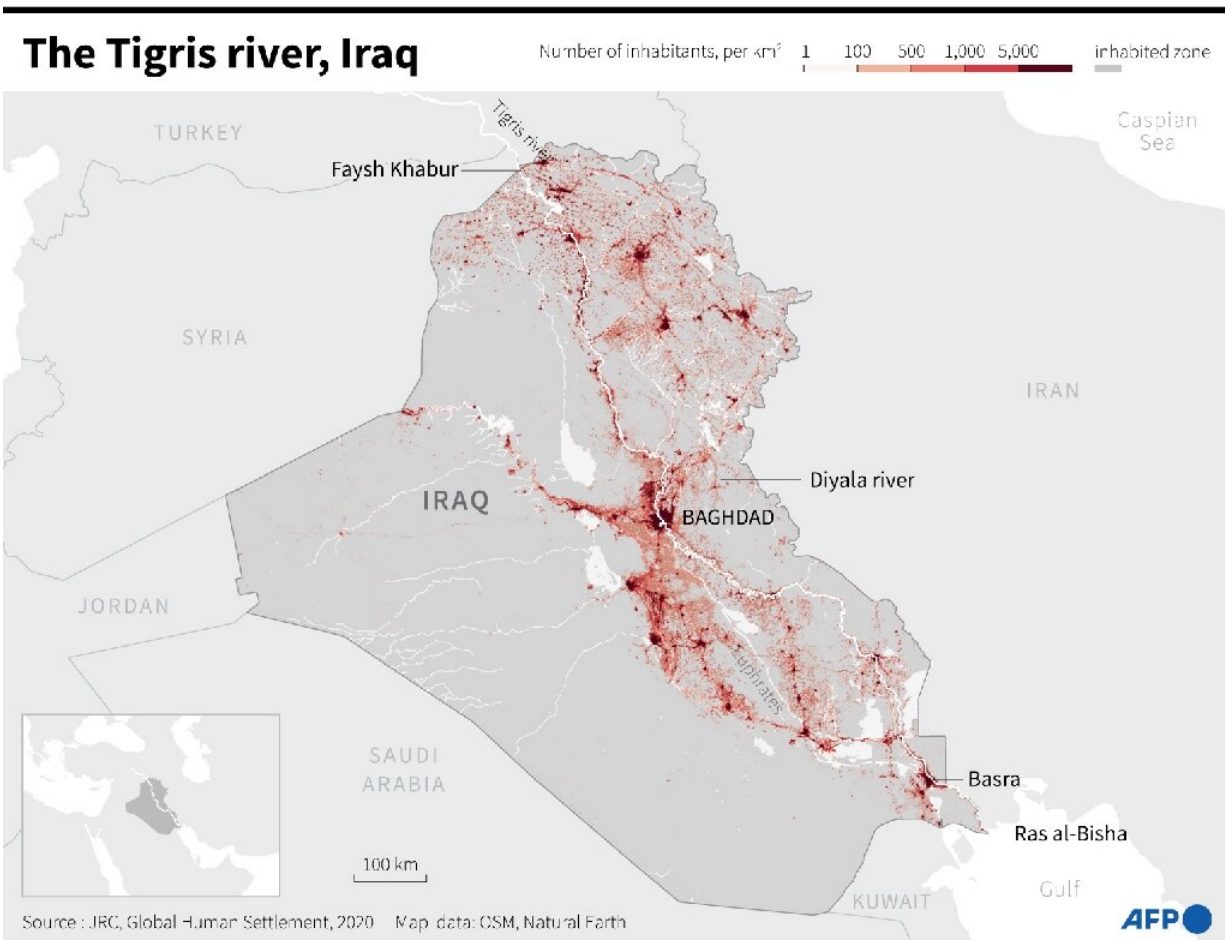 The Tigris river, Iraq
Number of inhabitants, per km²
1 100 500 1,000 5,000
inhabited zone
Caspian
Sea
TURKEY
Tigris river
Faysh Khabur
SYRIA
IRAN
Diyala river
IRAQ
BAGHDAD
JORDAN
Euphrates
SAUDI
ARABIA
Basra
Ras al-Bisha
100 km
KUWAIT
Gulf
Source : JRC, Global Human Settlement, 2020 Map data: OSM, Natural Earth
AFP